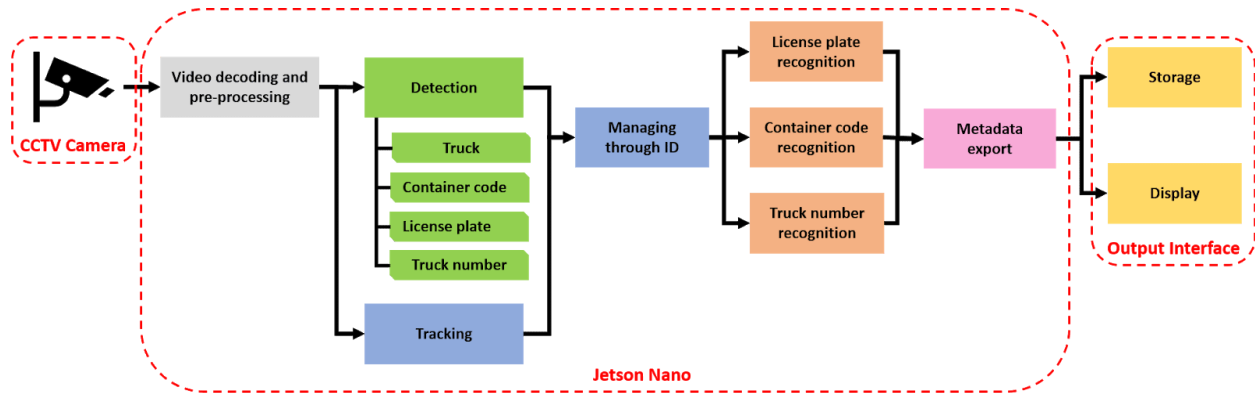 CCTV Camera
Video decoding and
pre-processing
Detection
Truck
Container code
License plate
Truck number
Tracking
Managing
through ID
License plate
recognition
Container code
recognition
Truck number
recognition
Metadata
export
Jetson Nano
Storage
Display
Output Interface